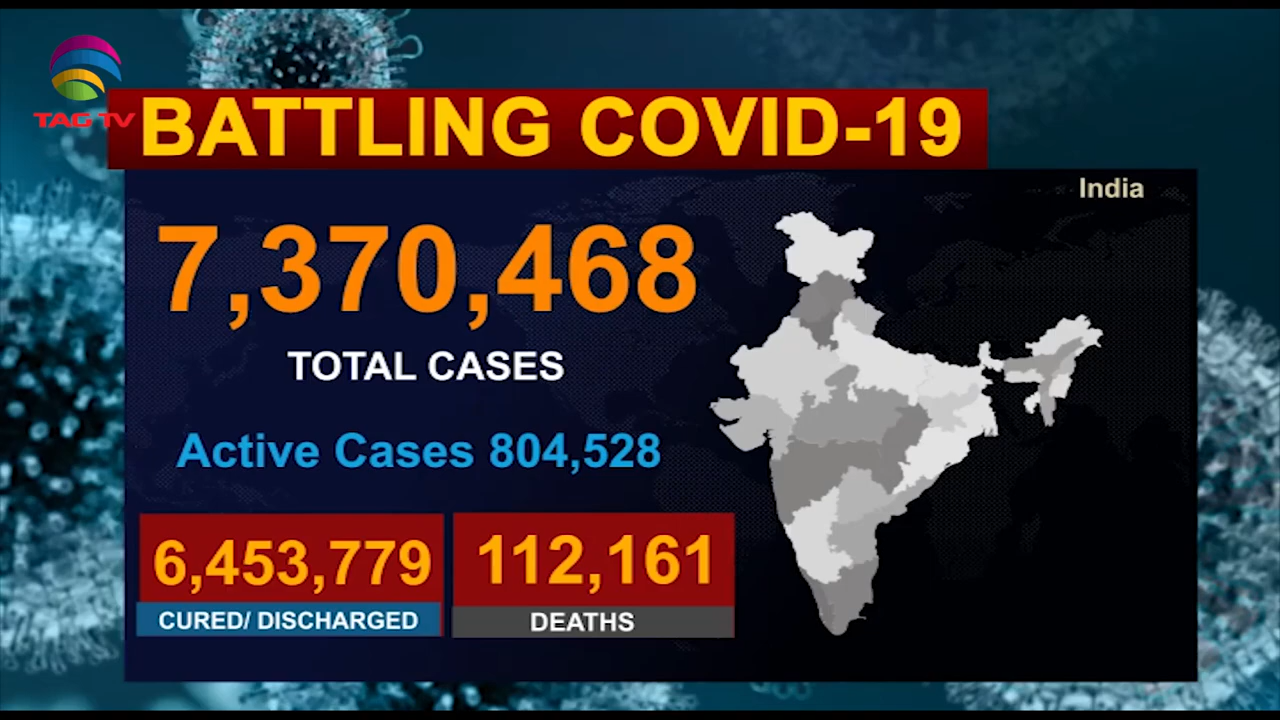 TAG TV
BATTLING COVID-19
India
7,370,468
TOTAL CASES
Active Cases 804,528
6,453,779
CURED/ DISCHARGED
112,161
DEATHS